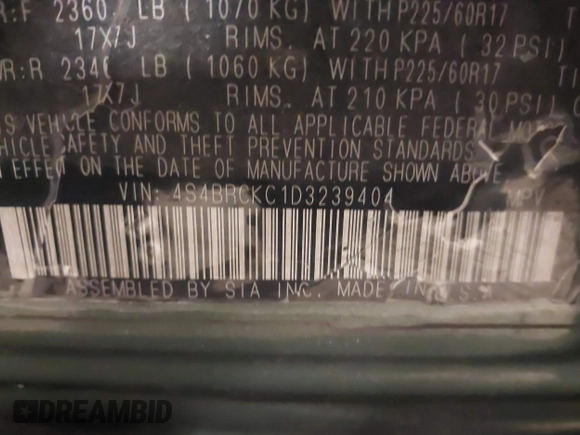 R:F 2360 LB ( 1070 KG) WITH P225/60R17
17X7J RIMS. AT 220 KPA ( 32 PSI)
WR:R 234 LB ( 1060 KG) WITH P225/60R17
17X7J RIMS. AT 210 KPA ( 30 PSI)
IS VEHICLE CONFORMS TO ALL APPLICABLE FEDERAL MOTO
HICLE SAFETY AND THEFT PREVENTION STANDARDS
EFFECT ON THE DATE OF MANUFACTURE SHOWN ABOVE
VIN: 4S4BRCKC1D3239404 MPV
ASSEMBLED BY SIA INC. MADE IN U.S.
DREAMBID